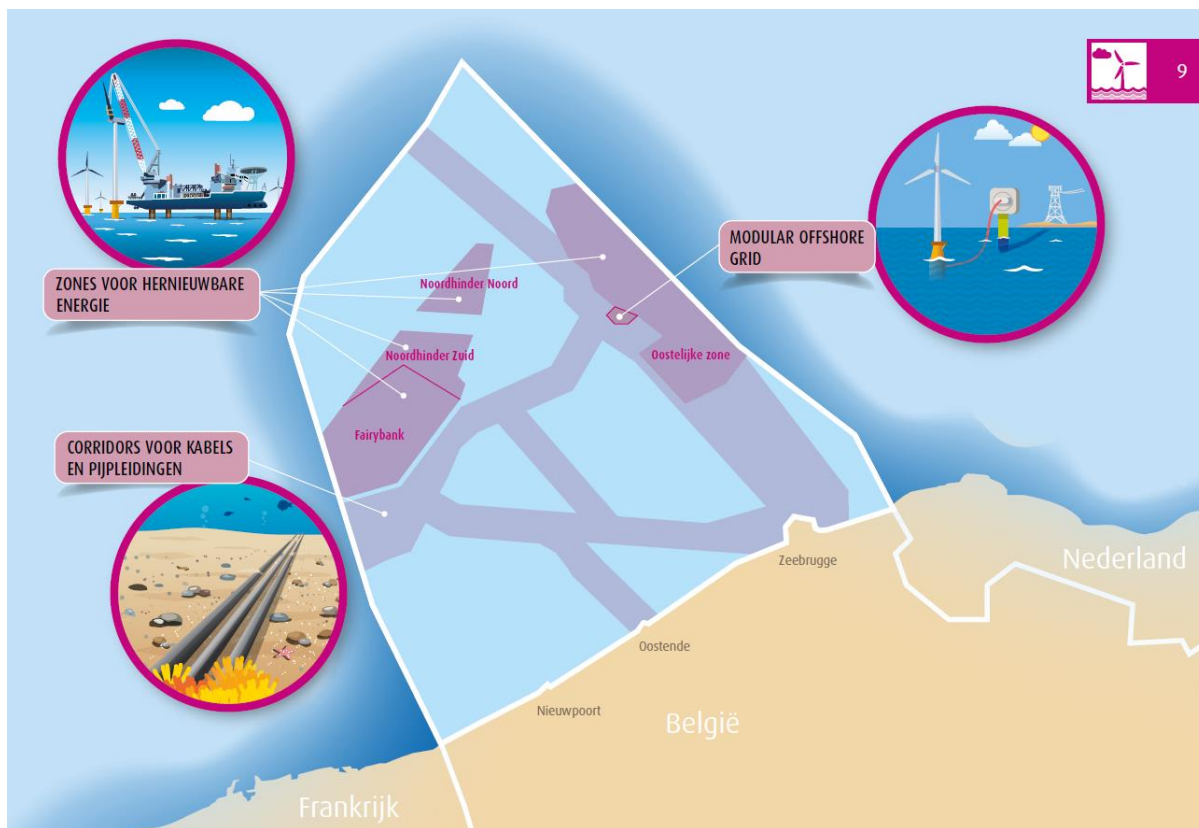 9
MODULAR OFFSHORE
GRID
ZONES VOOR HERNIEUWBARE
ENERGIE
Noordhinder Noord
Noordhinder Zuid
Oostelijke zone
Fairybank
CORRIDORS VOOR KABELS
EN PIJPLEIDINGEN
Zeebrugge
Nederland
Oostende
Nieuwpoort
België
Frankrijk